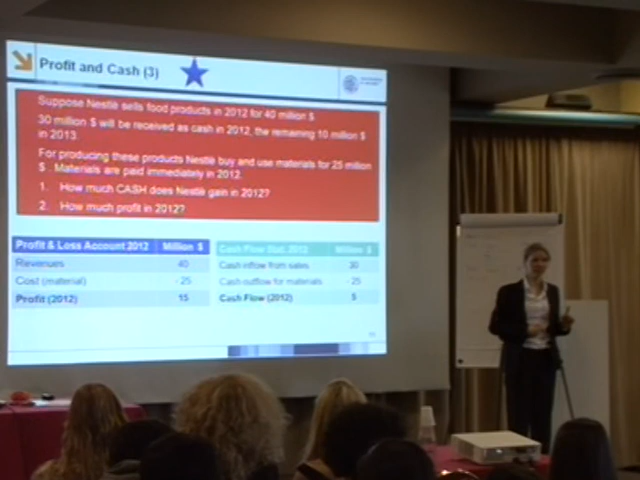 Profit and Cash (3)
Suppose Nestlé sells food products in 2012 for 40 million $
30 million $ will be received as cash in 2012, the remaining 10 million $
in 2013.
For producing these products Nestlé buy and use materials for 25 million
$ . Materials are paid immediately in 2012.
1. How much CASH does Nestlé gain in 2012?
2. How much profit in 2012?
Profit & Loss Account 2012 Million $
Revenues 40
Cost (material) - 25
Profit (2012) 15
Cash Flow Stat. 2012 Million $
Cash inflow from sales 30
Cash outflow for materials - 25
Cash Flow (2012) 5